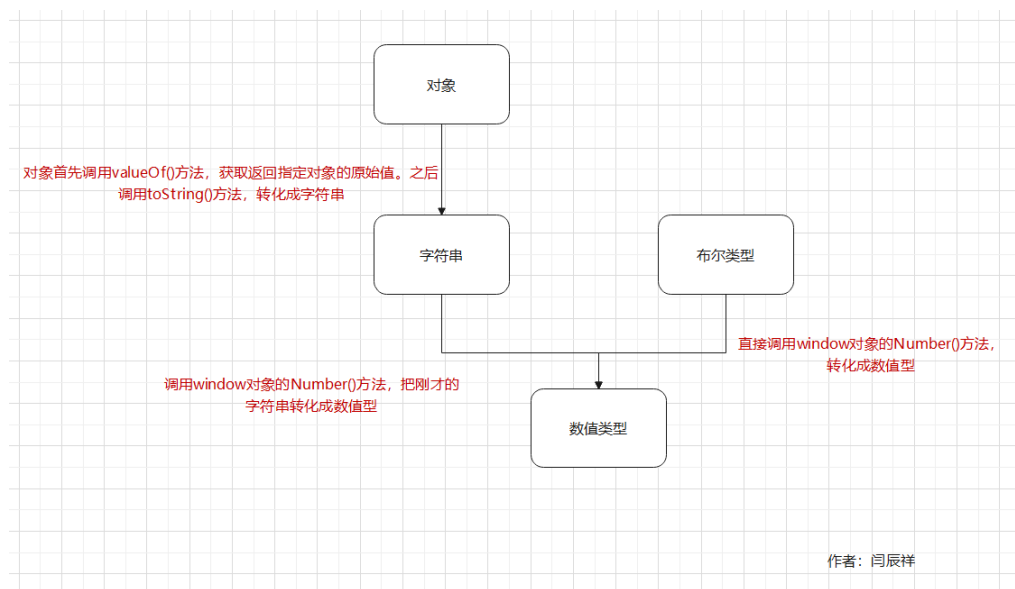 对象
对象首先调用valueOf()方法，获取返回指定对象的原始值。之后
调用toString()方法，转化成字符串
字符串
布尔类型
直接调用window对象的Number()方法，
转化成数值型
调用window对象的Number()方法，把刚才的
字符串转化成数值型
数值类型
作者：闫辰祥